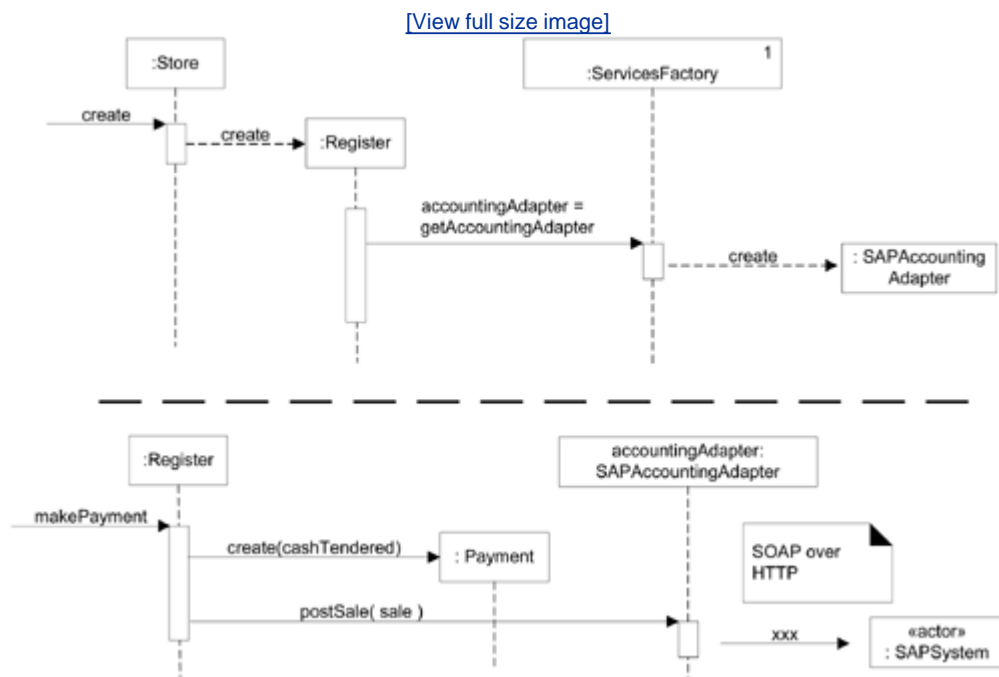 [View full size image]
:Store
1
:ServicesFactory
create
create
:Register
accountingAdapter =
getAccountingAdapter
create
: SAPAccounting
Adapter
:Register
accountingAdapter:
SAPAccountingAdapter
makePayment
create(cashTendered)
: Payment
SOAP over
HTTP
postSale( sale )
xxx
«actor»
: SAPSystem